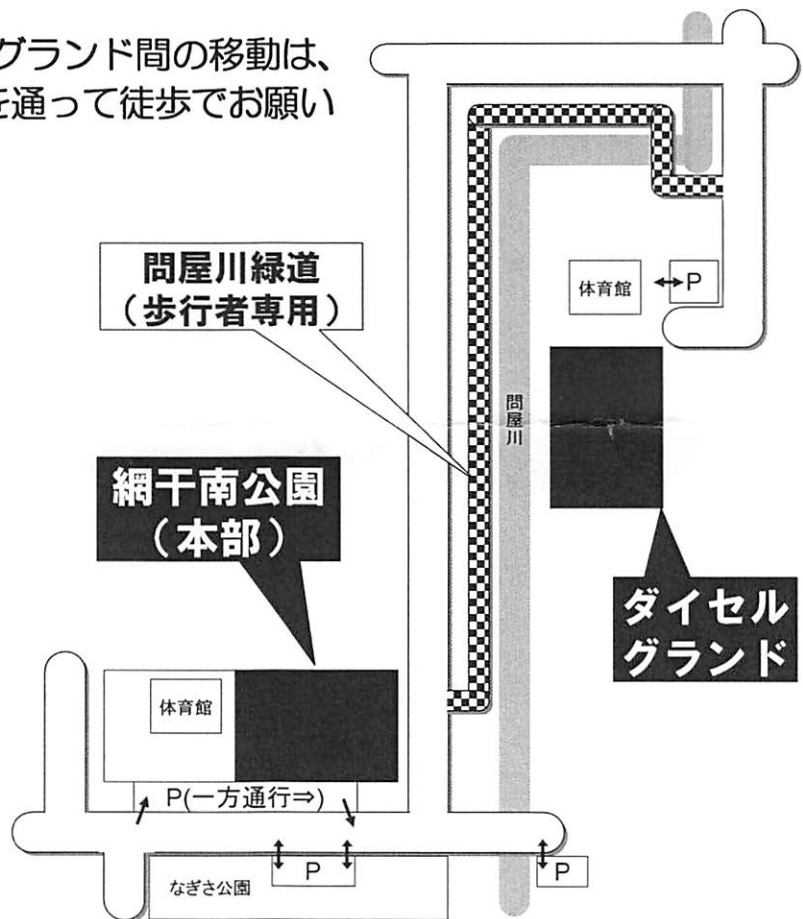 グランド間の移動は、
を通って徒歩でお願い
問屋川緑道
（歩行者専用）
体育館
P
問屋川
網干南公園
（本部）
ダイセル
グランド
体育館
P(一方通行⇒)
P
P
なぎさ公園